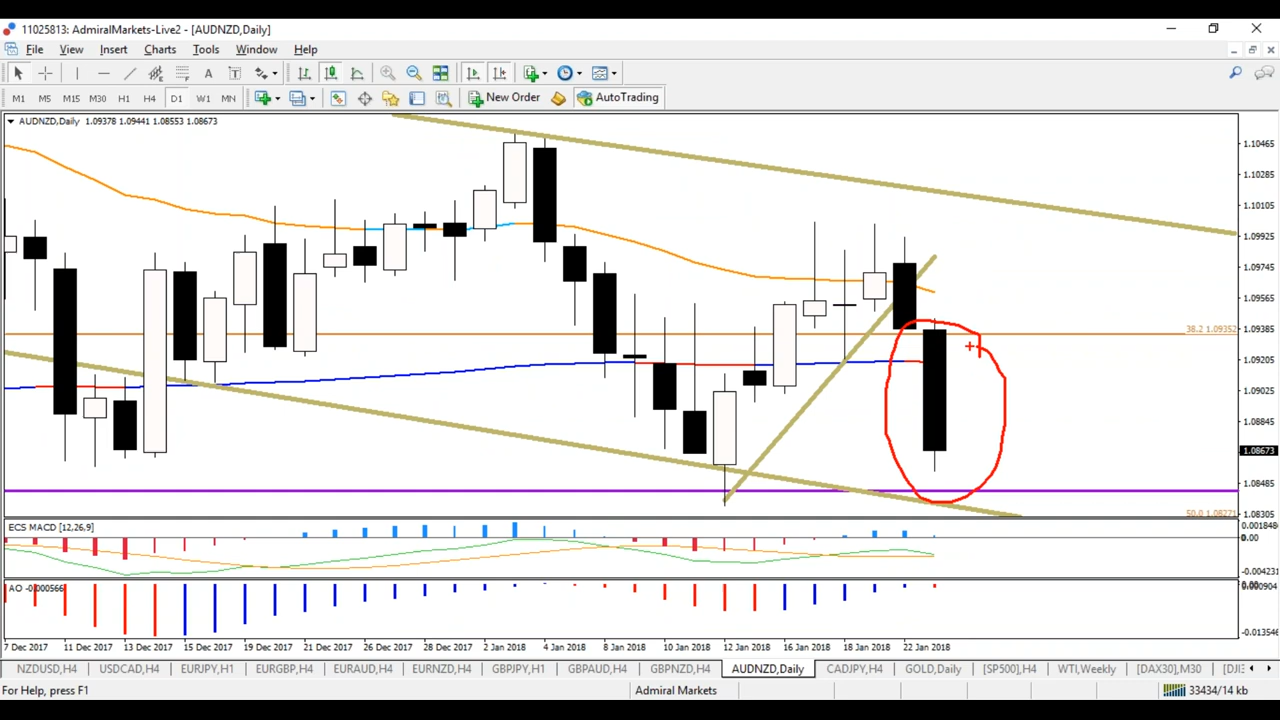 11025813: AdmiralMarkets-Live2 - [AUDNZD,Daily]
File View Insert Charts Tools Window Help
M1 M5 M15 M30 H1 H4 D1 W1 MN New Order AutoTrading
AUDNZD,Daily 1.09378 1.09441 1.08553 1.08673
1.10465
1.10285
1.10105
1.09925
1.09745
1.09565
38.2 1.09352
1.09385
1.09205
1.09025
1.08845
1.08673
1.08485
50.0 1.08271
1.08305
ECS MACD [12,26,9]
0.00
-0.004231
AO -0.000566
7 Dec 2017 11 Dec 2017 13 Dec 2017 15 Dec 2017 19 Dec 2017 21 Dec 2017 26 Dec 2017 28 Dec 2017 2 Jan 2018 4 Jan 2018 8 Jan 2018 10 Jan 2018 12 Jan 2018 16 Jan 2018 18 Jan 2018 22 Jan 2018
NZDUSD,H4 USDCAD,H4 EURJPY,H1 EURGBP,H4 EURAUD,H4 EURNZD,H4 GBPJPY,H1 GBPAUD,H4 GBPNZD,H4 AUDNZD,Daily CADJPY,H4 GOLD,Daily [SP500],H4 WTI,Weekly [DAX30],M30 [DJI
For Help, press F1 Admiral Markets 33434/14 kb